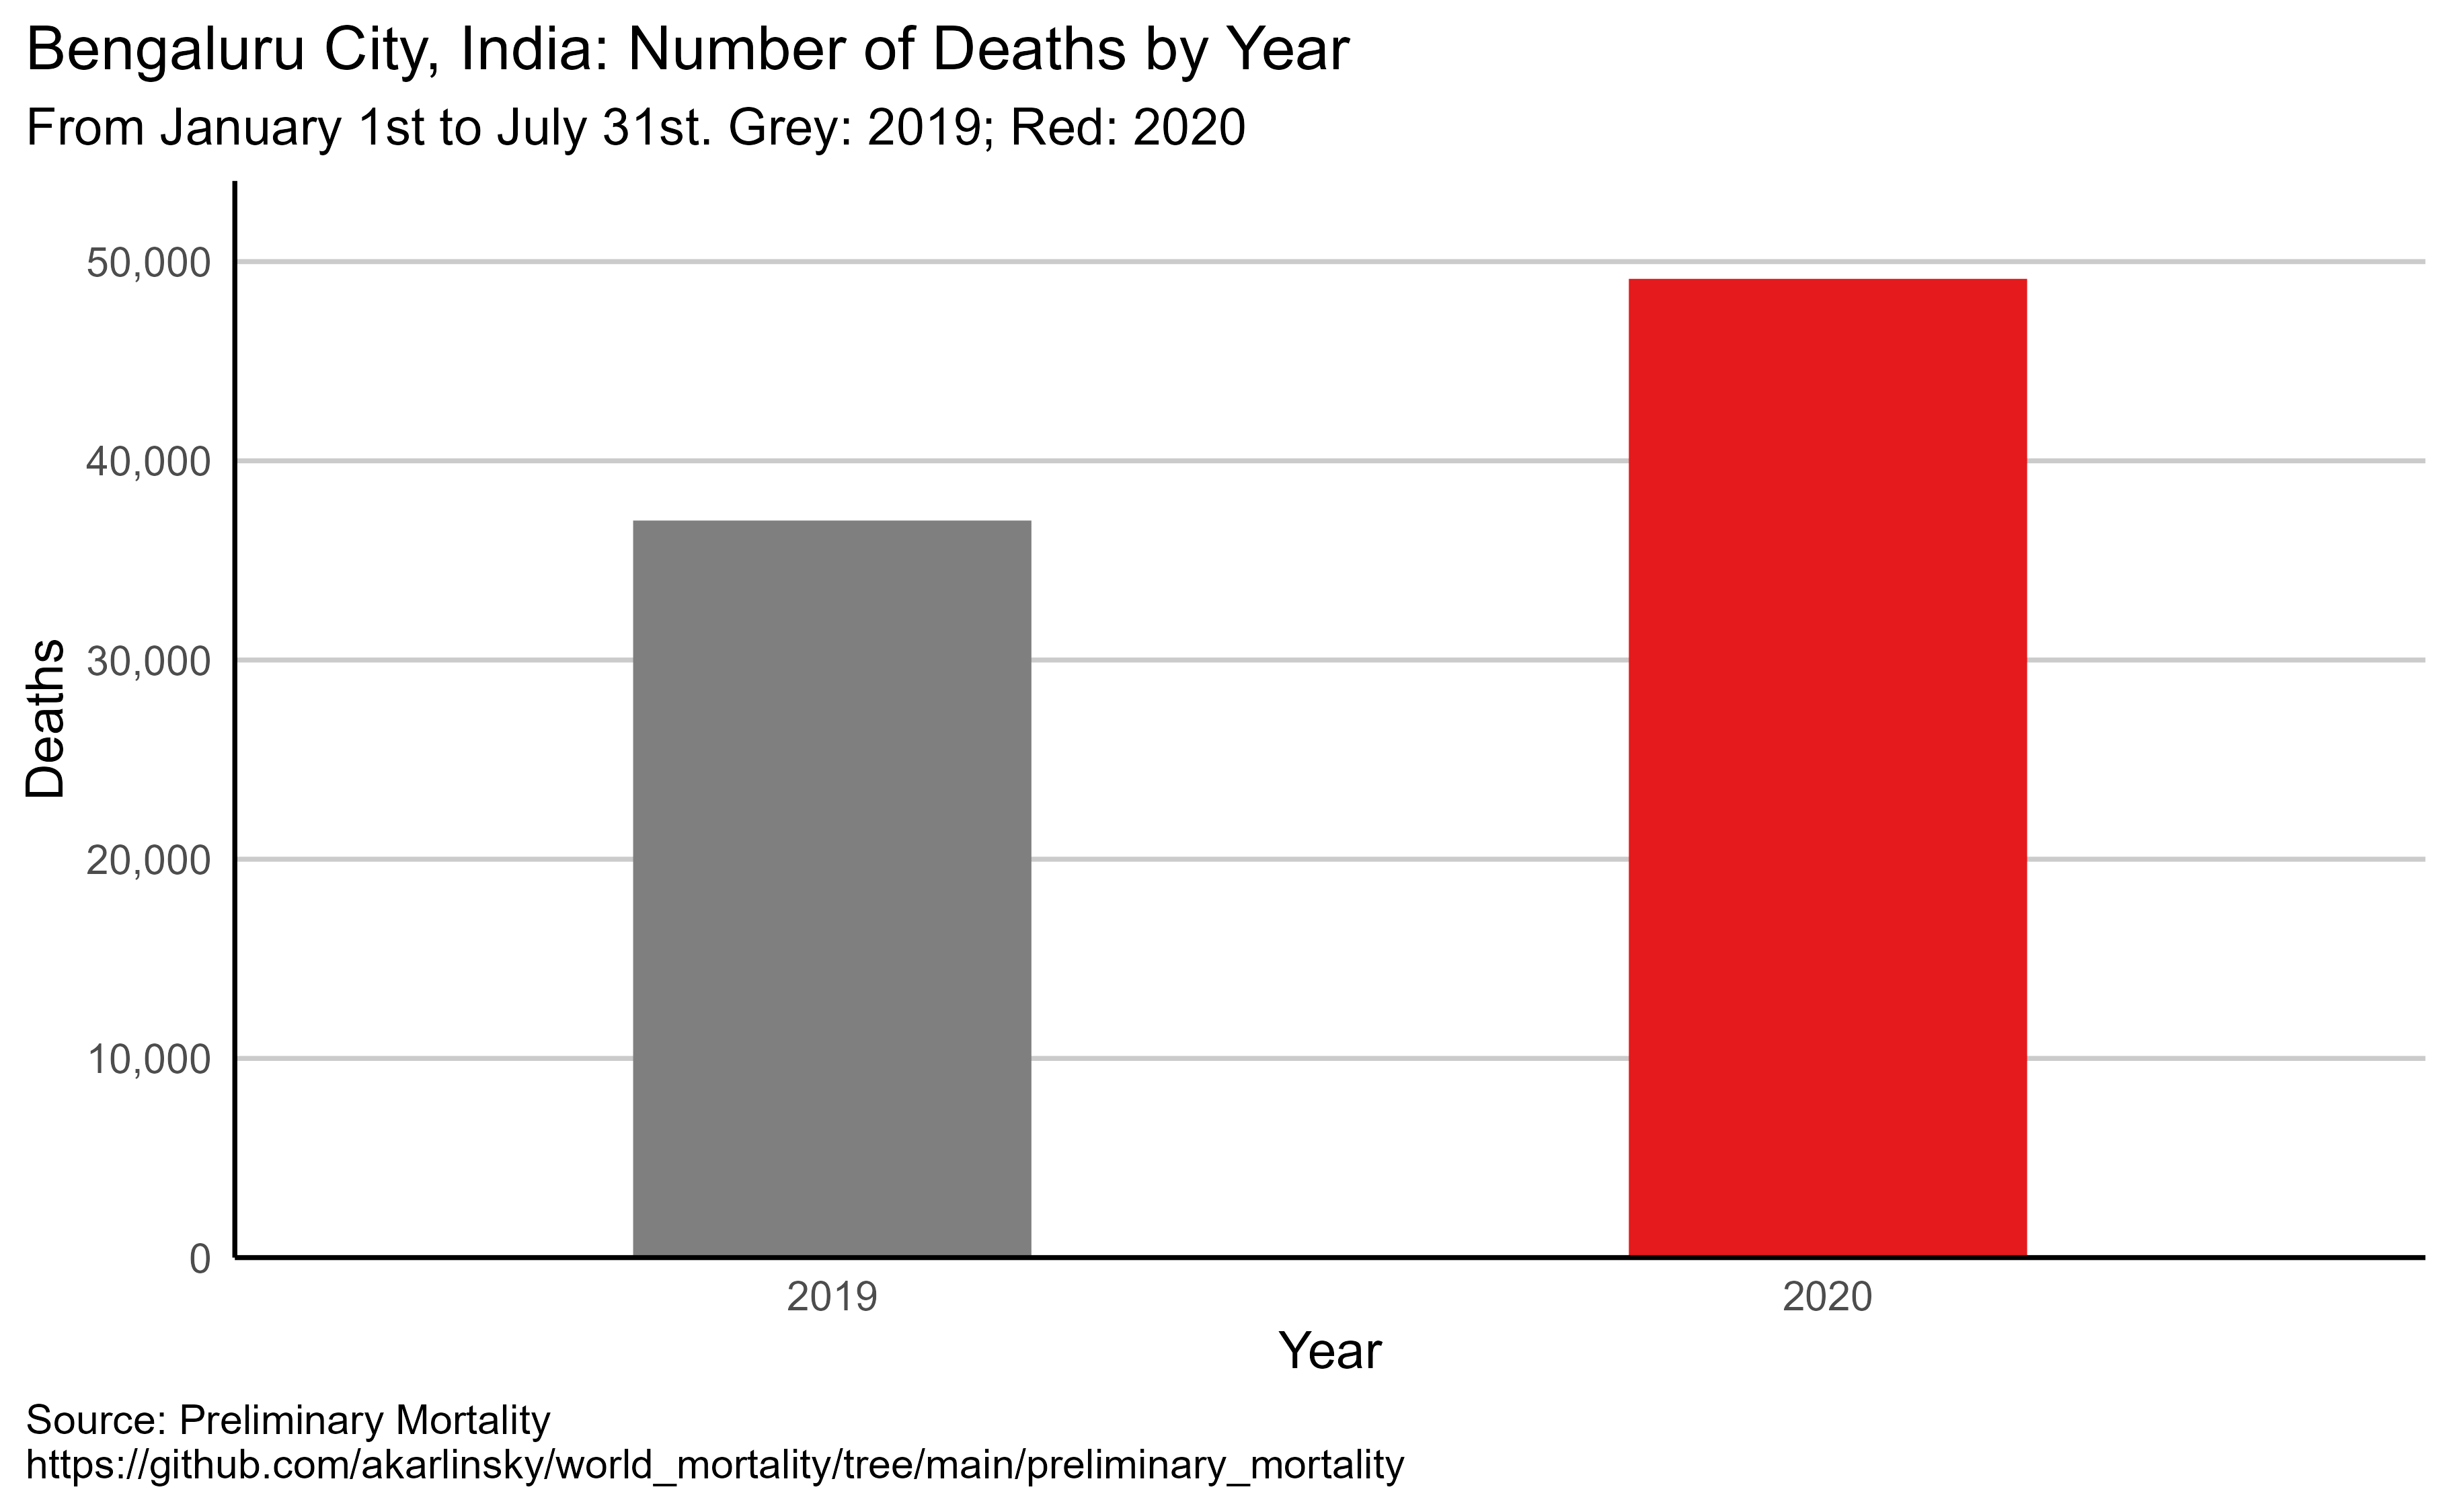 Bengaluru City, India: Number of Deaths by Year
From January 1st to July 31st. Grey: 2019; Red: 2020
Deaths
50,000
40,000
30,000
20,000
10,000
0
2019
2020
Year
Source: Preliminary Mortality
https://github.com/akarlinsky/world_mortality/tree/main/preliminary_mortality